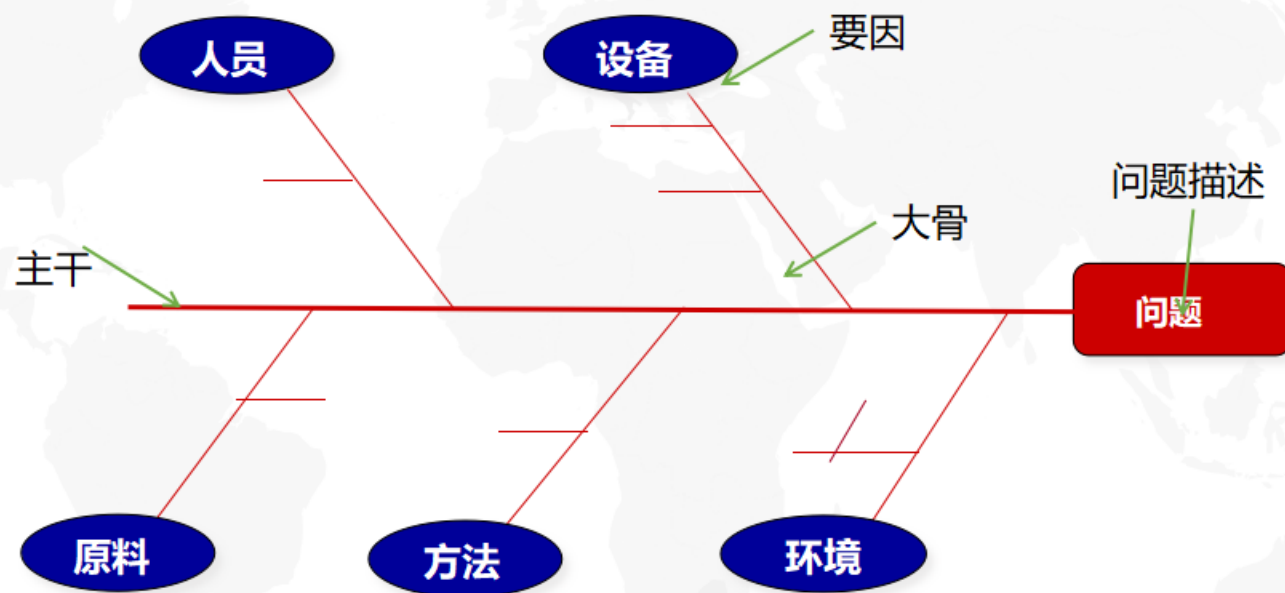 人员
设备
要因
问题描述
大骨
主干
问题
原料
方法
环境